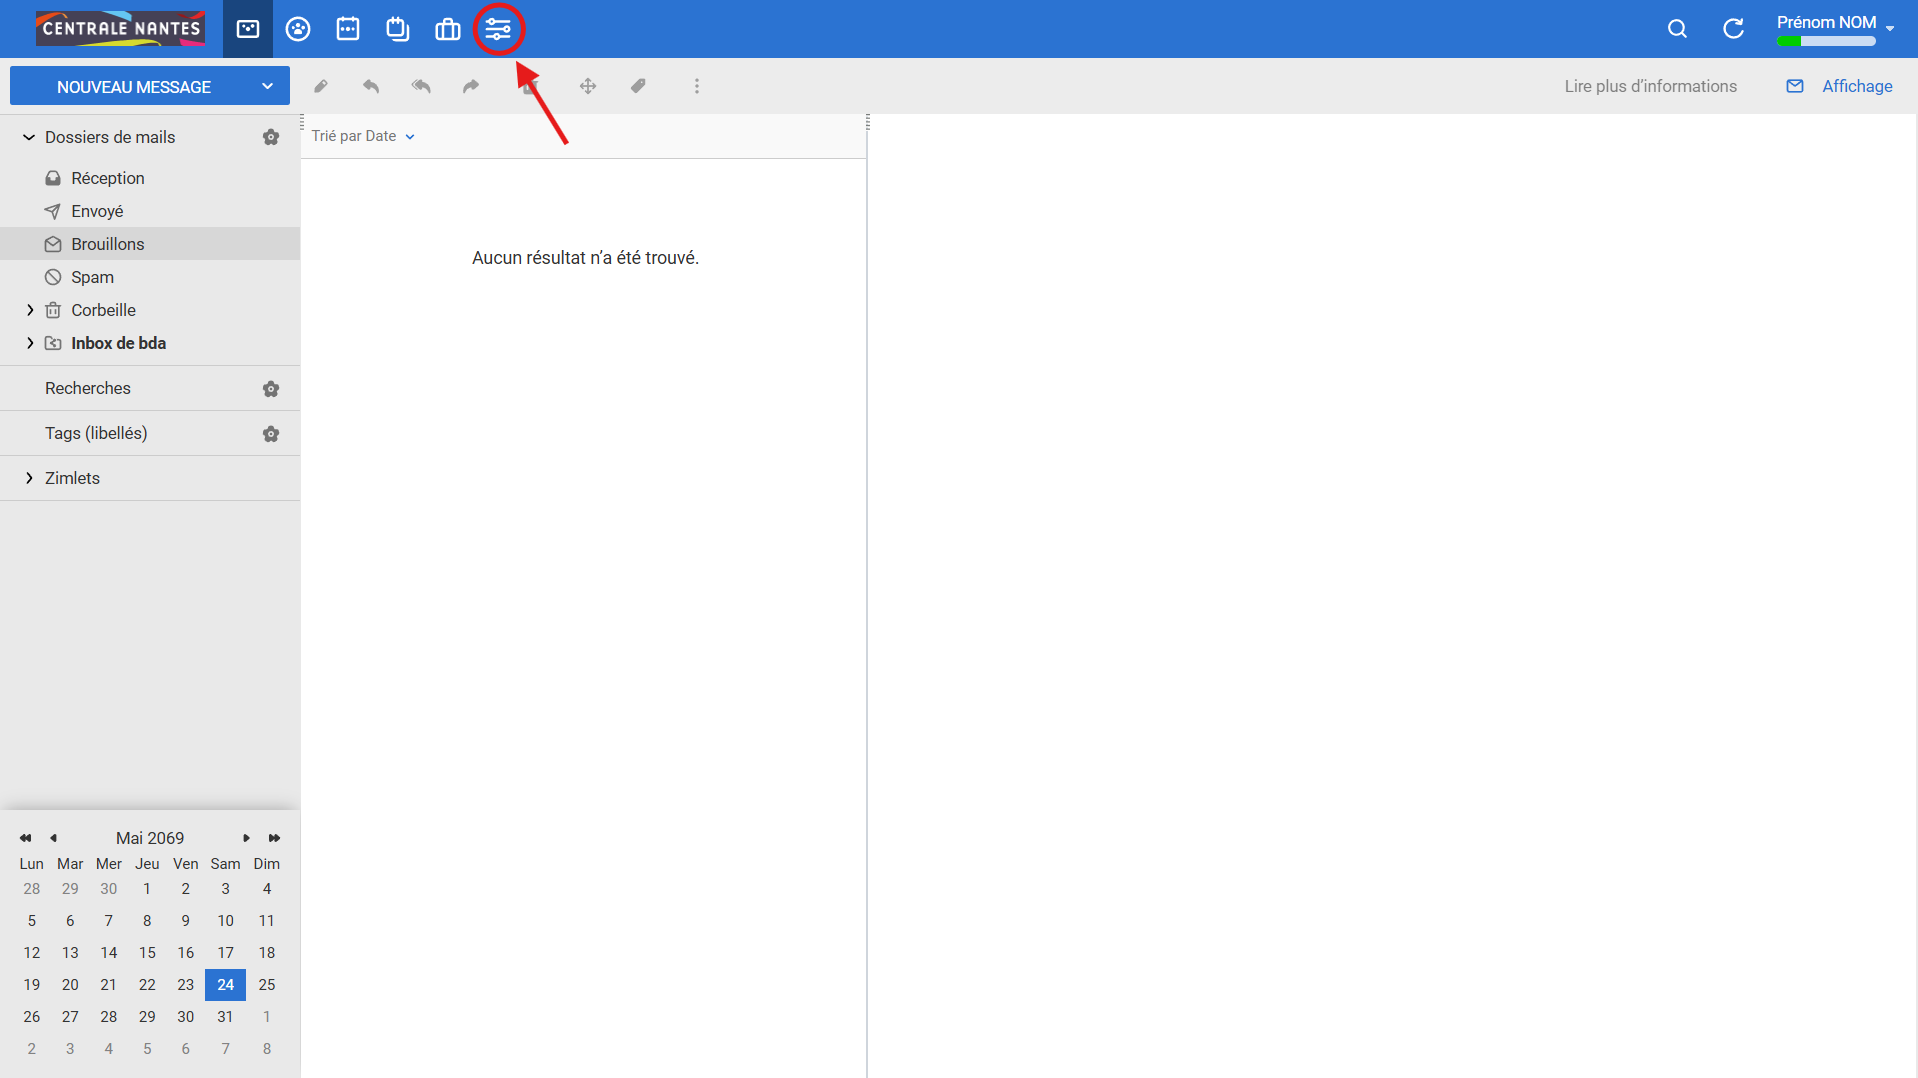 CENTRALE NANTES
Prénom NOM
NOUVEAU MESSAGE
Lire plus d’informations
Affichage
Dossiers de mails
Réception
Envoyé
Brouillons
Spam
Corbeille
Inbox de bda
Recherches
Tags (libellés)
Zimlets
Trié par Date
Aucun résultat n’a été trouvé.
Mai 2069
Lun Mar Mer Jeu Ven Sam Dim
28 29 30 1 2 3 4
5 6 7 8 9 10 11
12 13 14 15 16 17 18
19 20 21 22 23 24 25
26 27 28 29 30 31 1
2 3 4 5 6 7 8